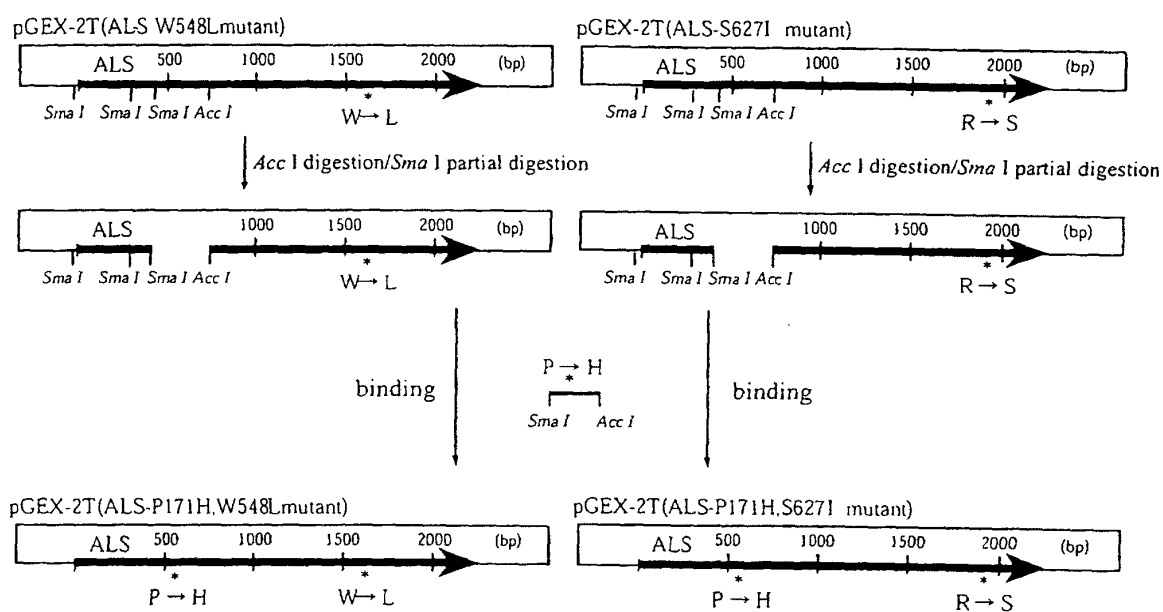 pGEX-2T(ALS W548Lmutant)
ALS 500 1000 1500 2000 (bp)
Sma I Sma I Sma I Acc I
* W→ L
Acc I digestion/Sma I partial digestion
ALS 1000 1500 2000 (bp)
Sma I Sma I Sma I Acc I
* W→ L
binding
pGEX-2T(ALS-S627I mutant)
ALS 500 1000 1500 2000 (bp)
Sma I Sma I Sma I Acc I
* R → S
Acc I digestion/Sma I partial digestion
ALS 1000 1500 2000 (bp)
Sma I Sma I Sma I Acc I
* R → S
binding
P → H
*
Sma I Acc I
pGEX-2T(ALS-P171H,W548Lmutant)
ALS 500 1000 1500 2000 (bp)
* *
P → H W→ L
pGEX-2T(ALS-P171H,S627I mutant)
ALS 500 1000 1500 2000 (bp)
* *
P → H R → S